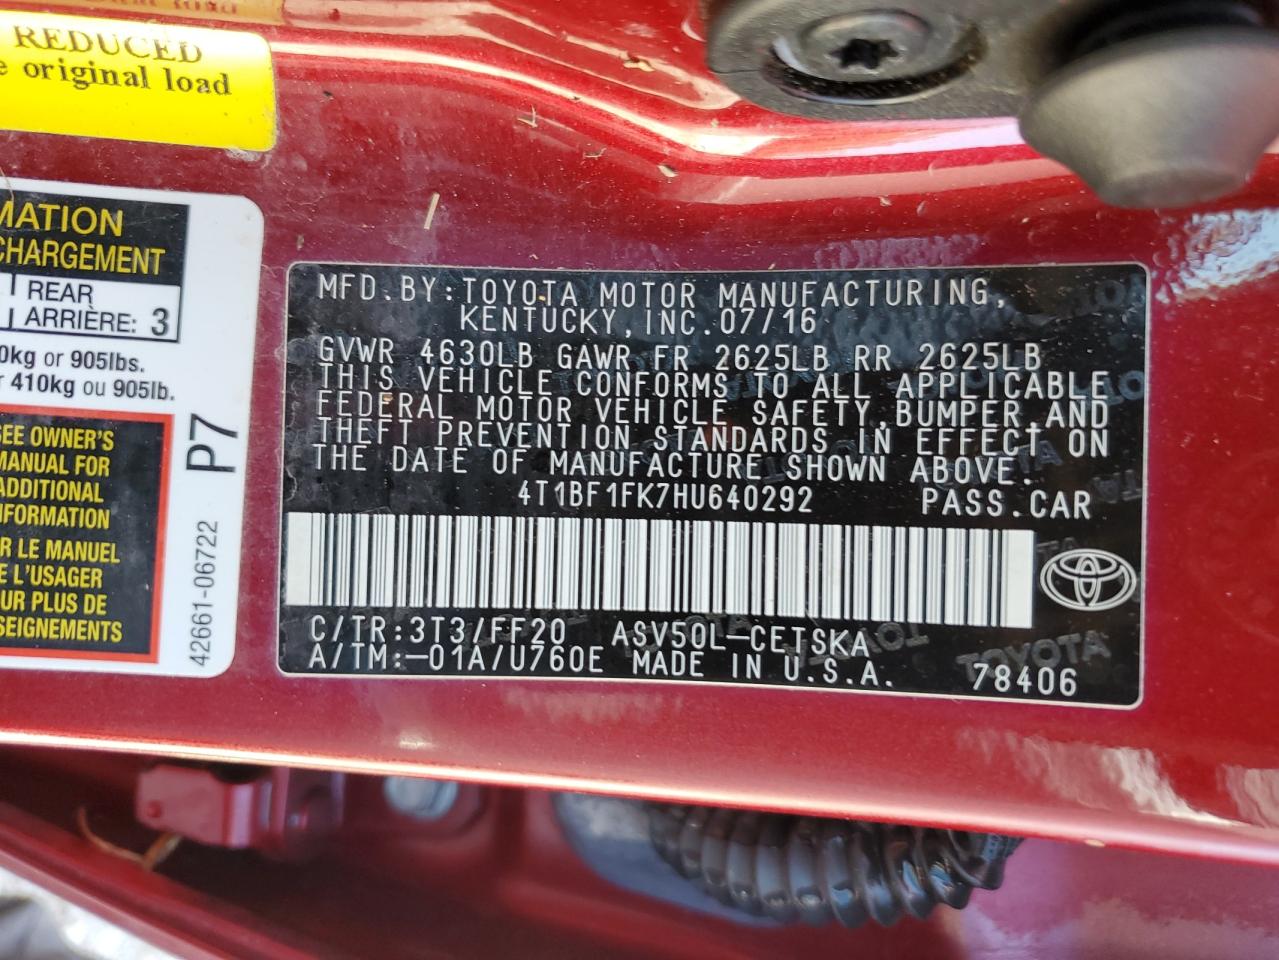 REDUCED
e original load
MATION
CHARGEMENT
REAR
ARRIÈRE: 3
0kg or 905lbs.
r 410kg ou 905lb.
SEE OWNER'S
MANUAL FOR
ADDITIONAL
NFORMATION
R LE MANUEL
E L'USAGER
UR PLUS DE
SEIGNEMENTS
P7
42661-06722
MFD.BY:TOYOTA MOTOR MANUFACTURING,
KENTUCKY,INC.07/16
GVWR 4630LB GAWR FR 2625LB RR 2625LB
THIS VEHICLE CONFORMS TO ALL APPLICABLE
FEDERAL MOTOR VEHICLE SAFETY,BUMPER,AND
THEFT PREVENTION STANDARDS IN EFFECT ON
THE DATE OF MANUFACTURE SHOWN ABOVE.
4T1BF1FK7HU640292 PASS.CAR
C/TR:3T3/FF20 ASV50L-CETSKA
A/TM:-01A/U760E MADE IN U.S.A. 78406
TOYOTA